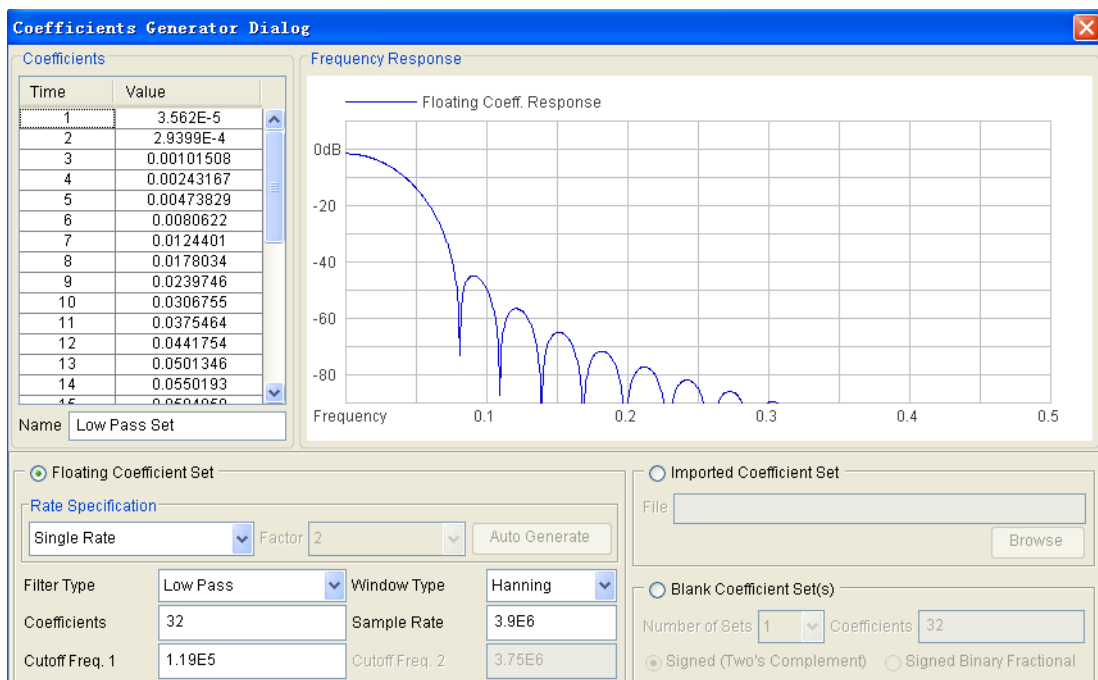 Coefficients Generator Dialog
Coefficients
Time Value
1 3.562E-5
2 2.9399E-4
3 0.00101508
4 0.00243167
5 0.00473829
6 0.0080622
7 0.0124401
8 0.0178034
9 0.0239746
10 0.0306755
11 0.0375464
12 0.0441754
13 0.0501346
14 0.0550193
Name Low Pass Set
Frequency Response
Floating Coeff. Response
0dB
-20
-40
-60
-80
Frequency 0.1 0.2 0.3 0.4 0.5
Floating Coefficient Set
Rate Specification
Single Rate Factor 2 Auto Generate
Filter Type Low Pass Window Type Hanning
Coefficients 32 Sample Rate 3.9E6
Cutoff Freq. 1 1.19E5 Cutoff Freq. 2 3.75E6
Imported Coefficient Set
File
Browse
Blank Coefficient Set(s)
Number of Sets 1 Coefficients 32
Signed (Two's Complement) Signed Binary Fractional